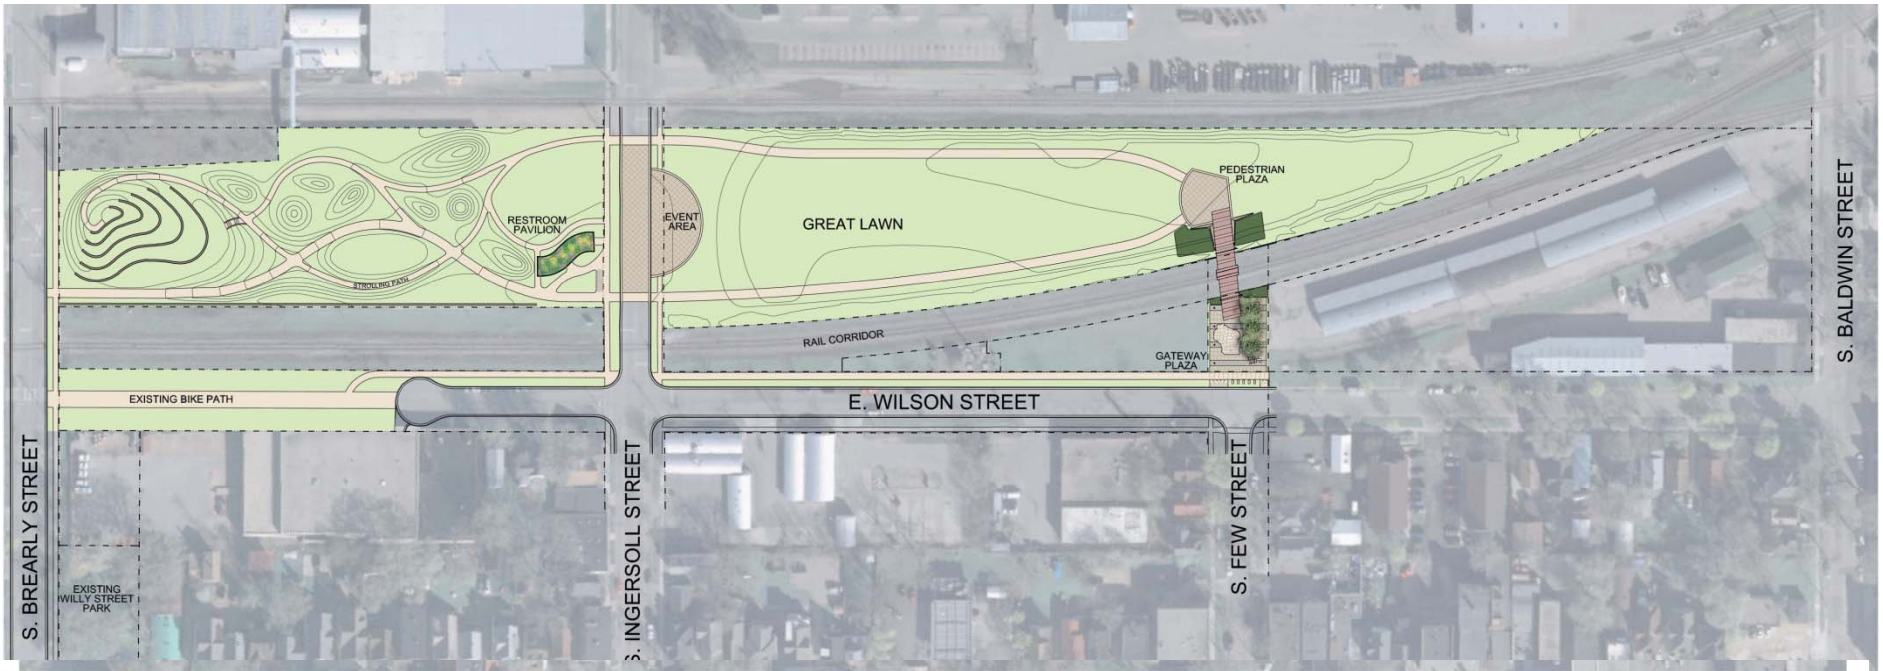 PEDESTRIAN
PLAZA
RESTROOM
PAVILION
EVENT
AREA
GREAT LAWN
STROLLING PATH
RAIL CORRIDOR
GATEWAY
PLAZA
EXISTING BIKE PATH
E. WILSON STREET
S. BREARLY STREET
S. INGERSOLL STREET
S. FEW STREET
S. BALDWIN STREET
EXISTING
WILLY STREET
PARK